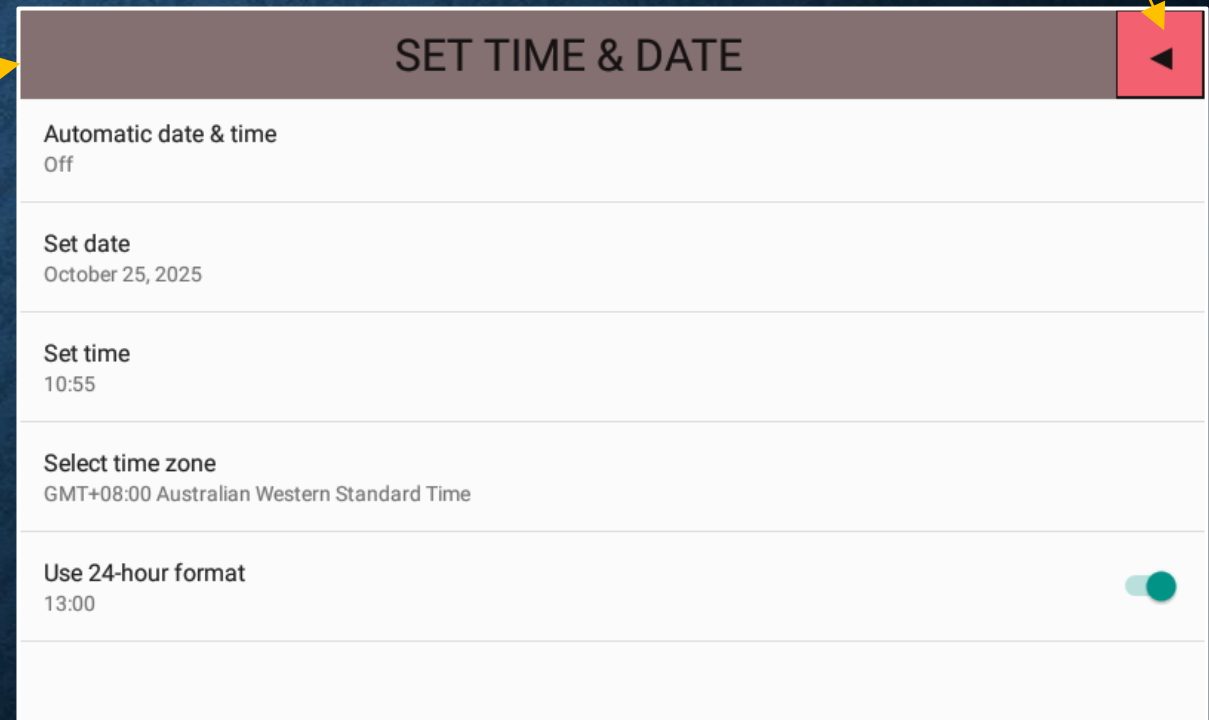 SET TIME & DATE
Automatic date & time
Off
Set date
October 25, 2025
Set time
10:55
Select time zone
GMT+08:00 Australian Western Standard Time
Use 24-hour format
13:00